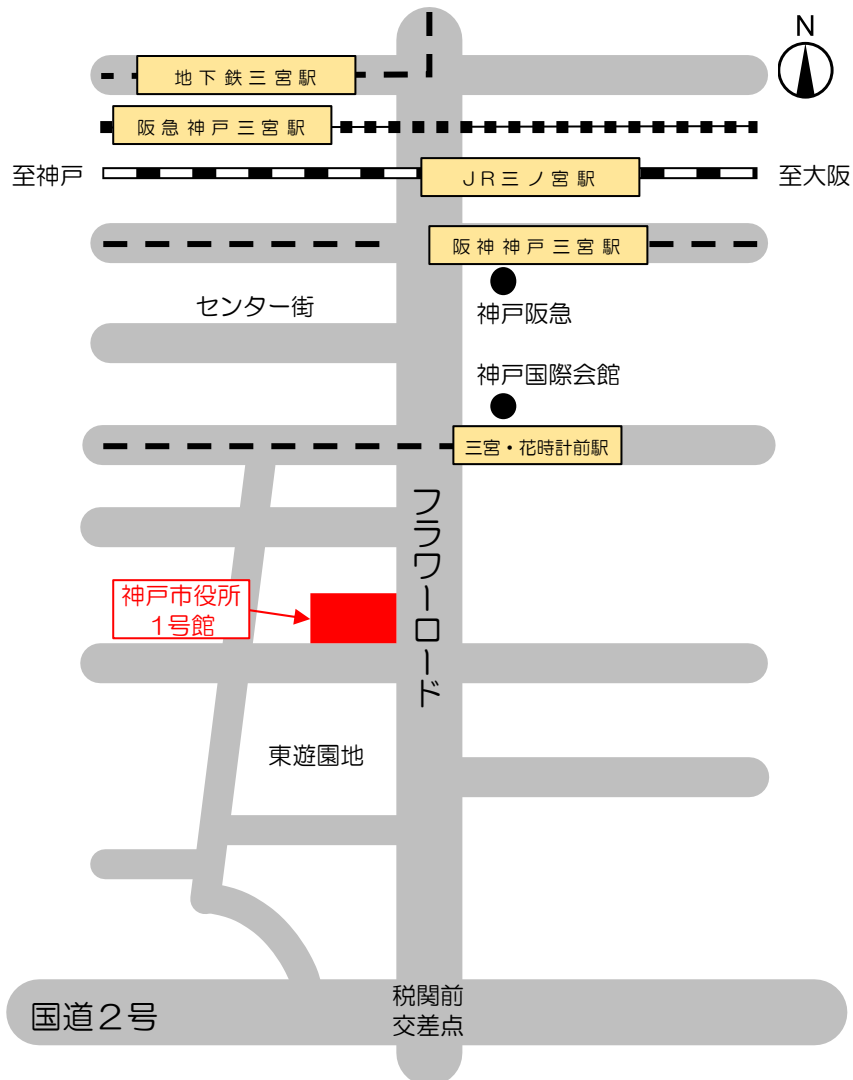 N
地下鉄三宮駅
阪急神戸三宮駅
至神戸
JR三ノ宮駅
至大阪
阪神神戸三宮駅
センター街
神戸阪急
神戸国際会館
三宮・花時計前駅
フラワーロード
神戸市役所
1号館
東遊園地
税関前
交差点
国道2号